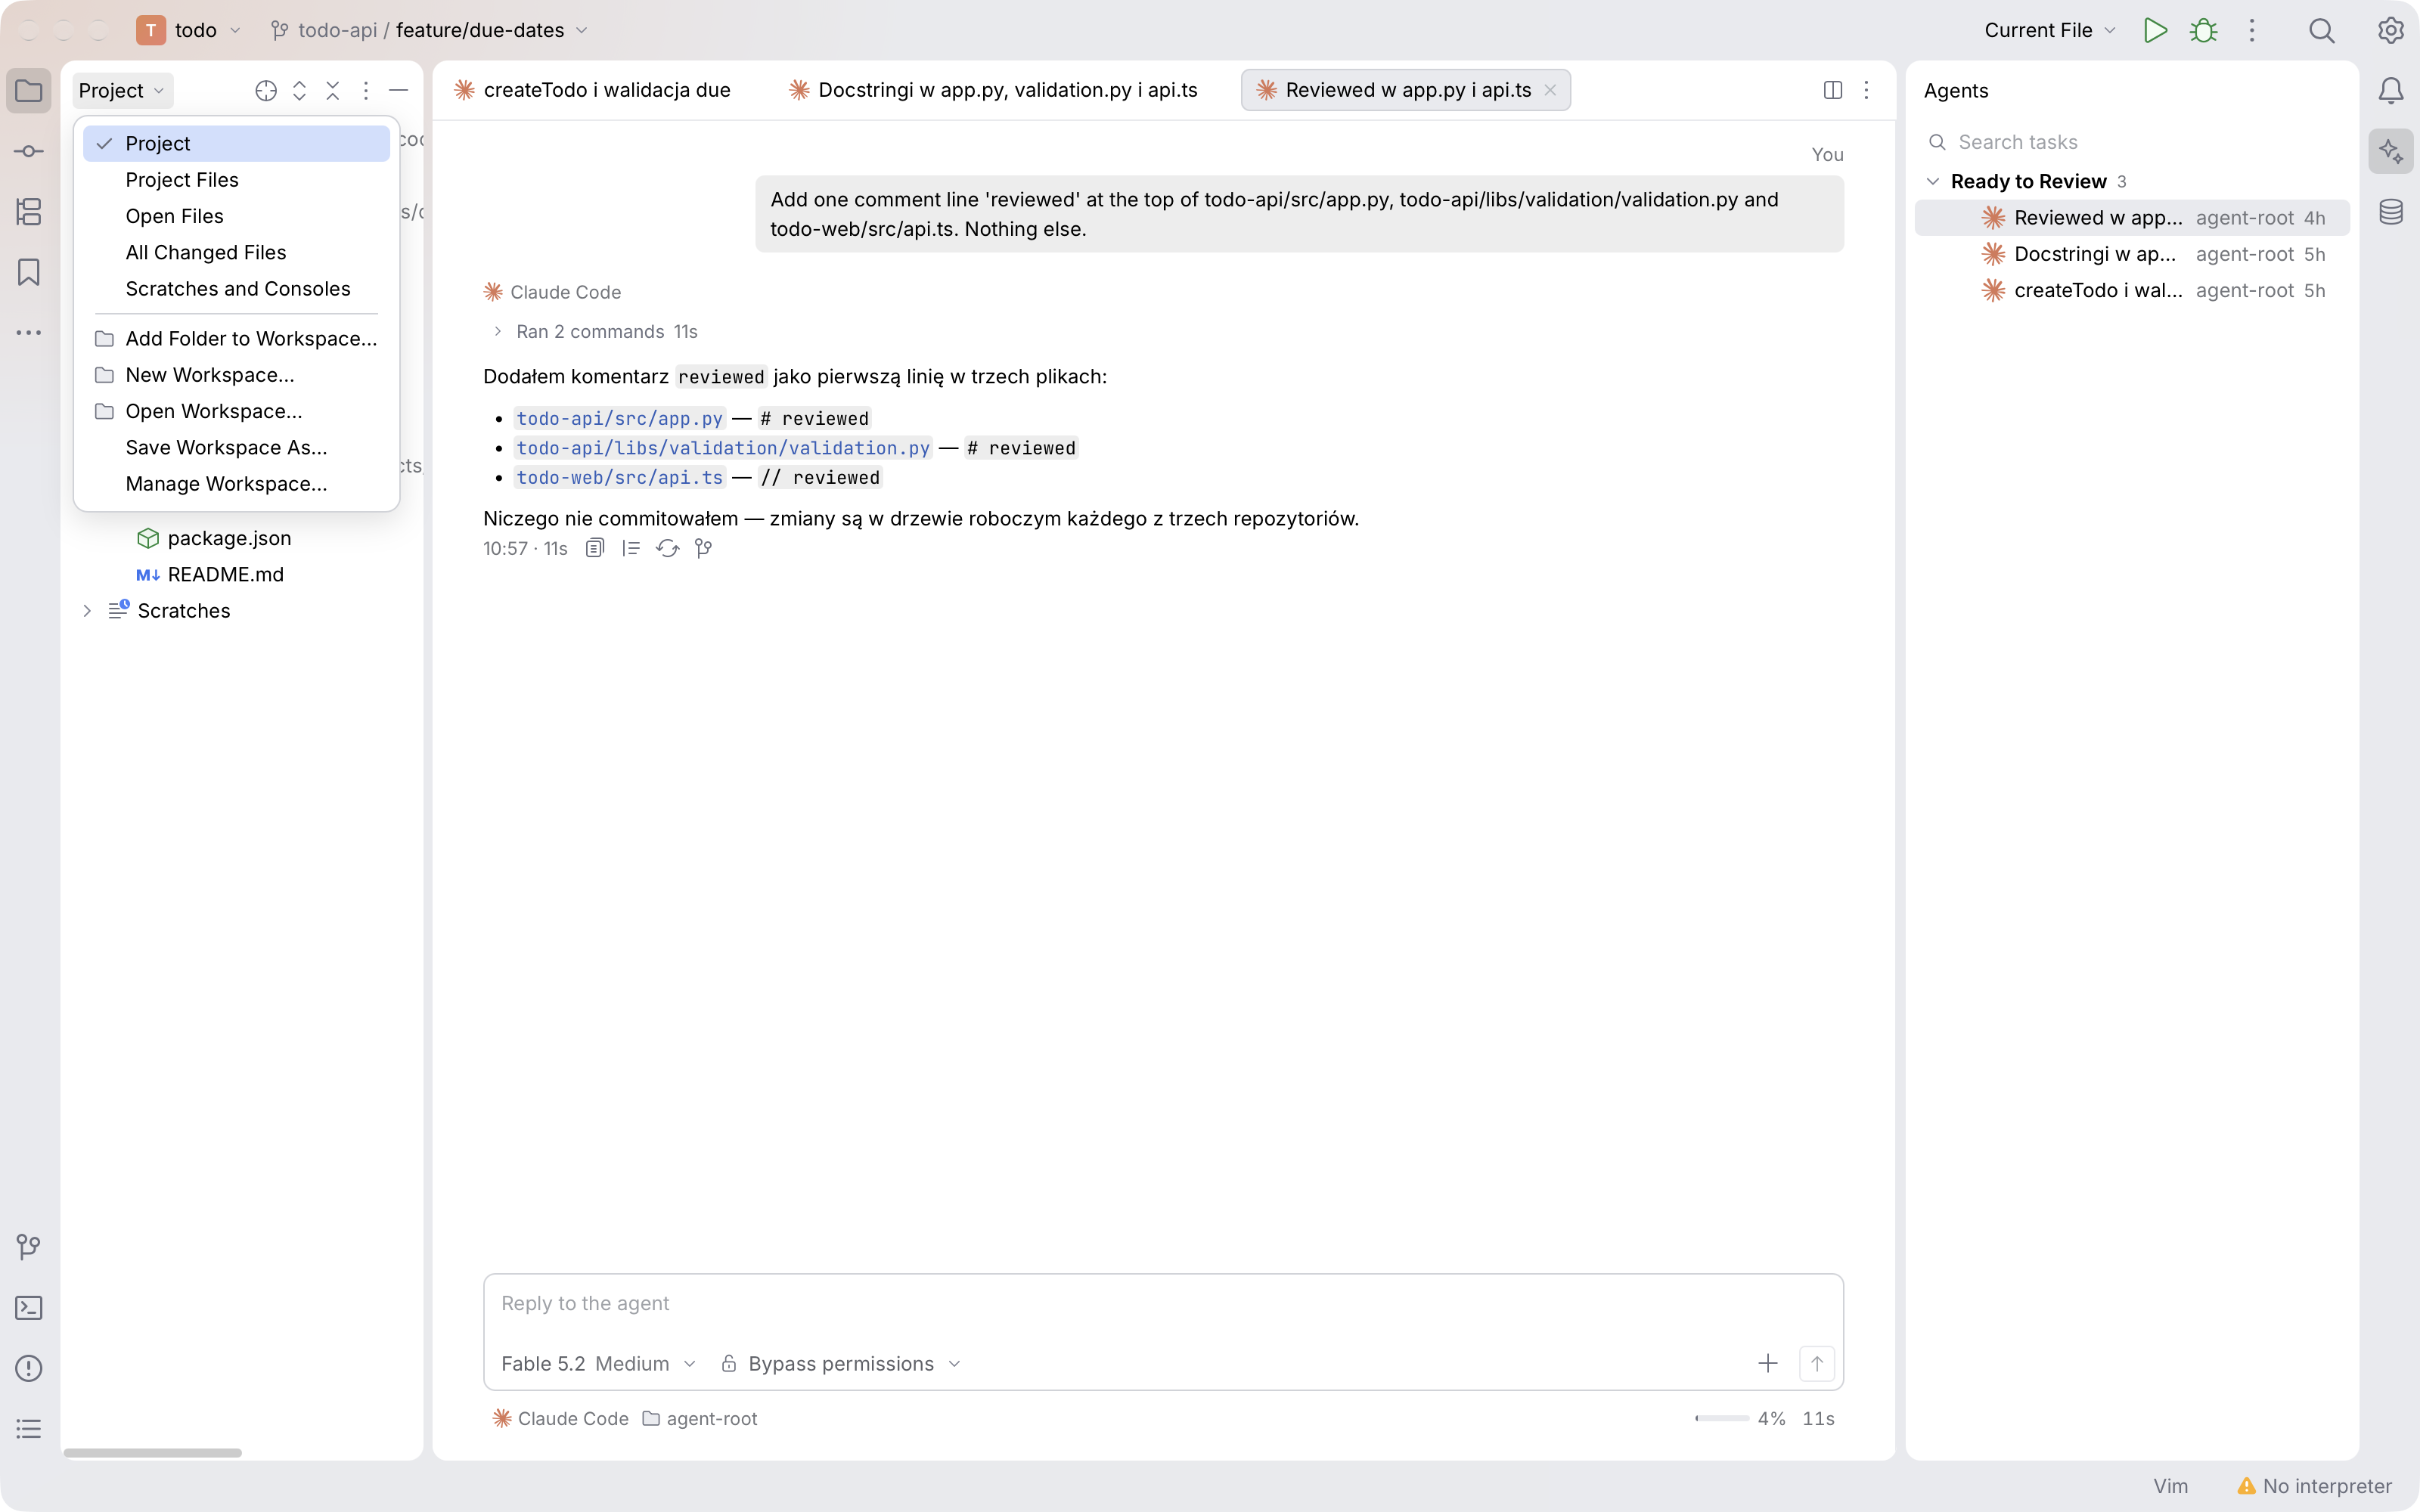 T todo todo-api / feature/due-dates Current File
Project
Project
Project Files
Open Files
All Changed Files
Scratches and Consoles
Add Folder to Workspace...
New Workspace...
Open Workspace...
Save Workspace As...
Manage Workspace...
package.json
M↓ README.md
Scratches
createTodo i walidacja due
Docstringi w app.py, validation.py i api.ts
Reviewed w app.py i api.ts
You
Add one comment line 'reviewed' at the top of todo-api/src/app.py, todo-api/libs/validation/validation.py and
todo-web/src/api.ts. Nothing else.
Claude Code
Ran 2 commands 11s
Dodałem komentarz reviewed jako pierwszą linię w trzech plikach:
• todo-api/src/app.py — # reviewed
• todo-api/libs/validation/validation.py — # reviewed
• todo-web/src/api.ts — // reviewed
Niczego nie commitowałem — zmiany są w drzewie roboczym każdego z trzech repozytoriów.
10:57 · 11s
Reply to the agent
Fable 5.2 Medium Bypass permissions
Claude Code agent-root 4% 11s
Agents
Search tasks
Ready to Review 3
Reviewed w app... agent-root 4h
Docstringi w ap... agent-root 5h
createTodo i wal... agent-root 5h
Vim No interpreter